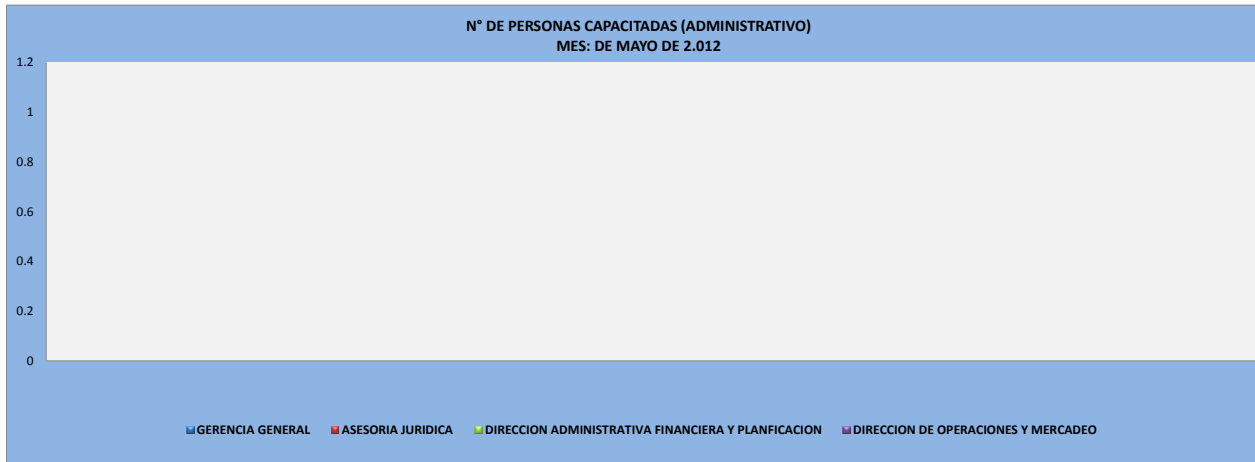 N° DE PERSONAS CAPACITADAS (ADMINISTRATIVO)
MES: DE MAYO DE 2.012
1.2
1
0.8
0.6
0.4
0.2
0
GERENCIA GENERAL ASESORIA JURIDICA DIRECCION ADMINISTRATIVA FINANCIERA Y PLANFICACION DIRECCION DE OPERACIONES Y MERCADEO